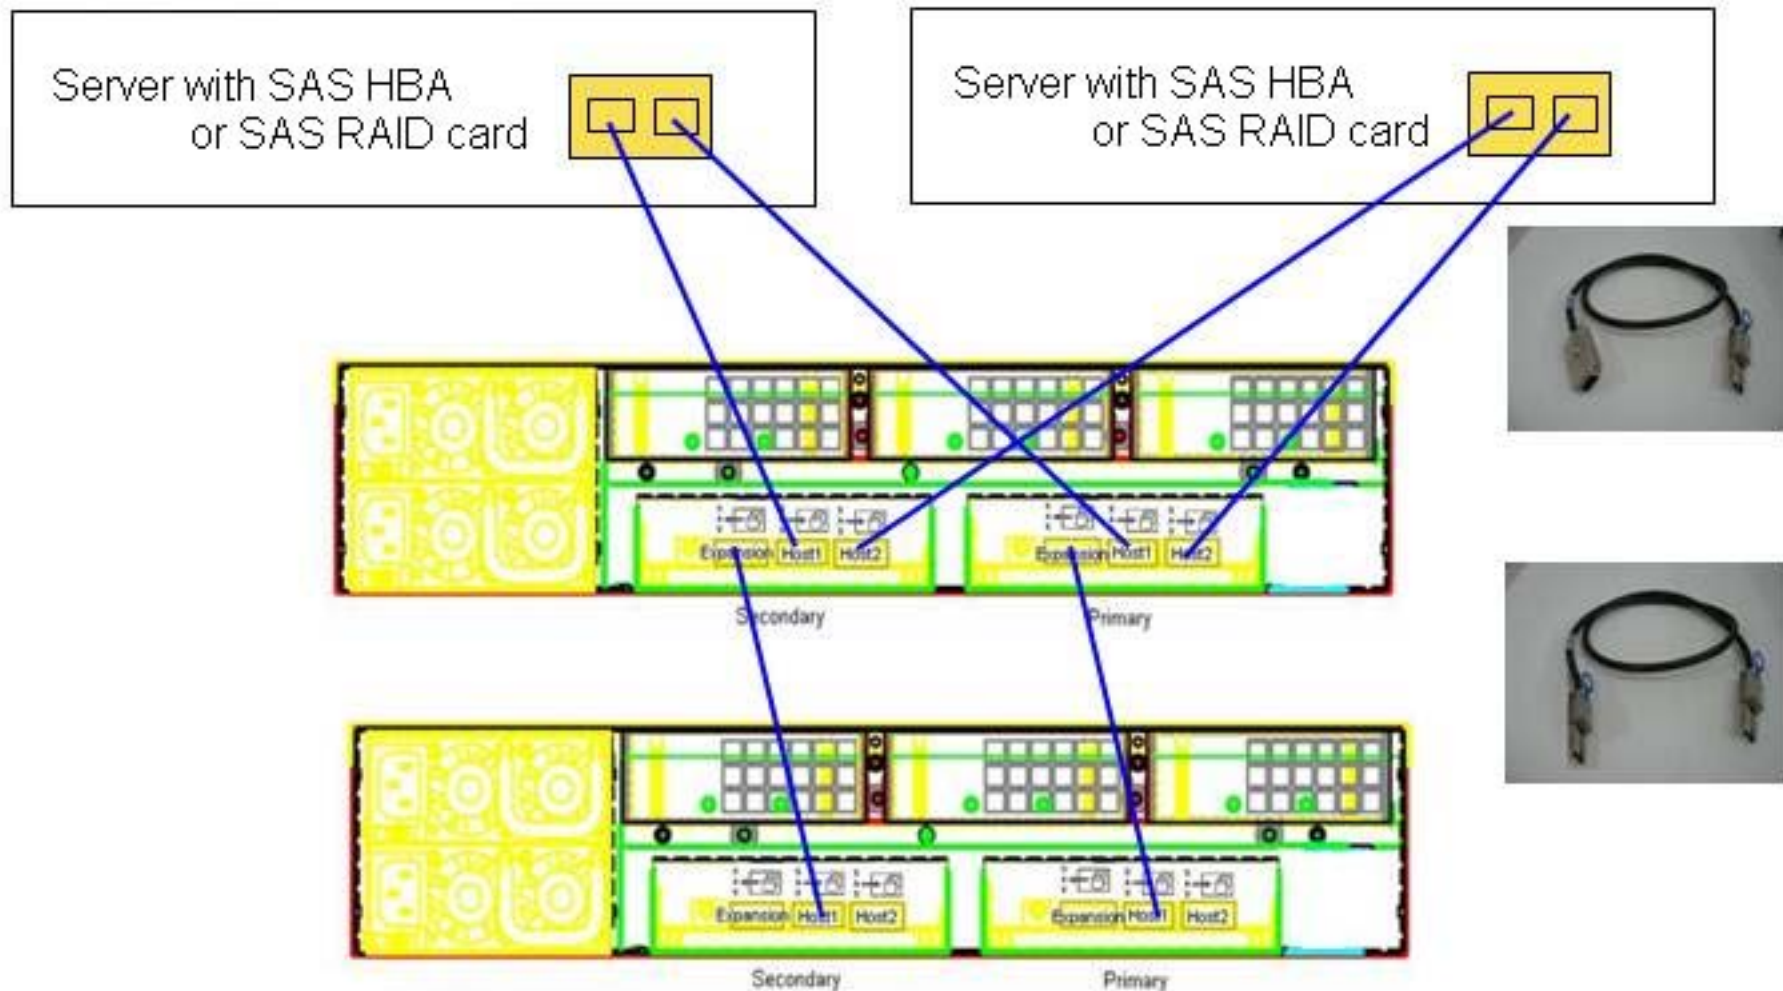 Server with SAS HBA
or SAS RAID card
Server with SAS HBA
or SAS RAID card
Expansion Host1 Host2
Expansion Host1 Host2
Secondary
Primary
Expansion Host1 Host2
Expansion Host1 Host2
Secondary
Primary